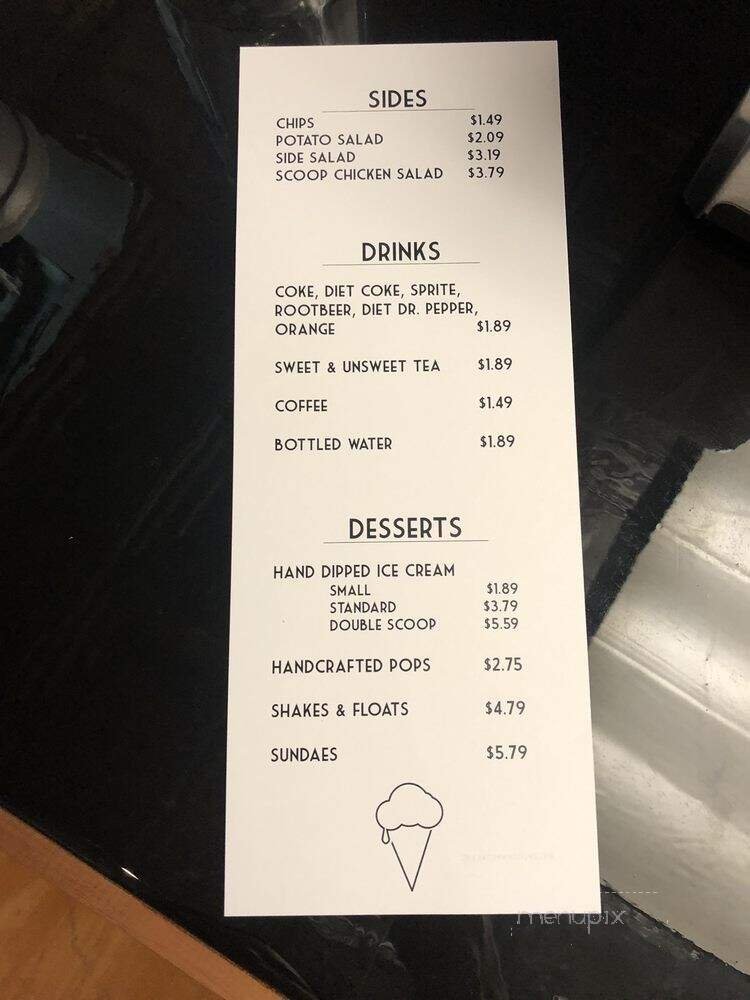 SIDES
CHIPS $1.49
POTATO SALAD $2.09
SIDE SALAD $3.19
SCOOP CHICKEN SALAD $3.79
DRINKS
COKE, DIET COKE, SPRITE,
ROOTBEER, DIET DR. PEPPER,
ORANGE $1.89
SWEET & UNSWEET TEA $1.89
COFFEE $1.49
BOTTLED WATER $1.89
DESSERTS
HAND DIPPED ICE CREAM
SMALL $1.89
STANDARD $3.79
DOUBLE SCOOP $5.59
HANDCRAFTED POPS $2.75
SHAKES & FLOATS $4.79
SUNDAES $5.79
menupix